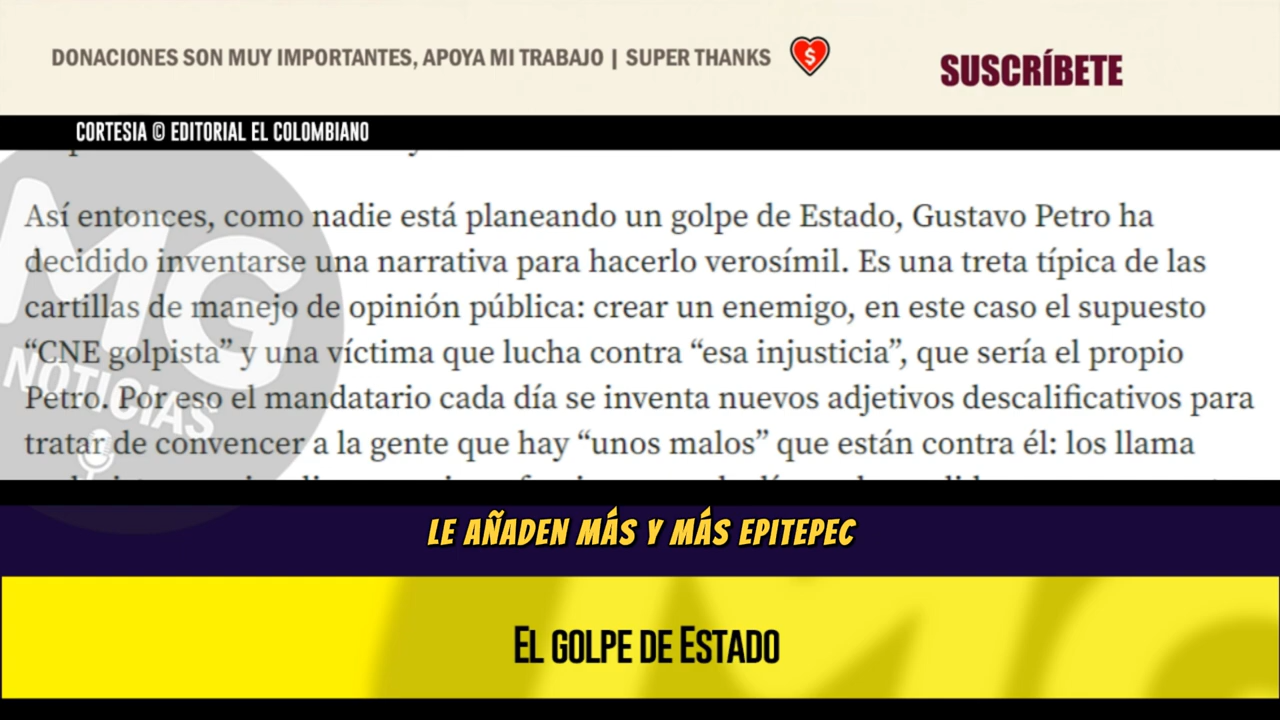 DONACIONES SON MUY IMPORTANTES, APOYA MI TRABAJO | SUPER THANKS
$
SUSCRÍBETE
CORTESIA © EDITORIAL EL COLOMBIANO
Así entonces, como nadie está planeando un golpe de Estado, Gustavo Petro ha
decidido inventarse una narrativa para hacerlo verosímil. Es una treta típica de las
cartillas de manejo de opinión pública: crear un enemigo, en este caso el supuesto
“CNE golpista” y una víctima que lucha contra “esa injusticia”, que sería el propio
Petro. Por eso el mandatario cada día se inventa nuevos adjetivos descalificativos para
tratar de convencer a la gente que hay “unos malos” que están contra él: los llama
MG
NOTICIAS
LE AÑADEN MÁS Y MÁS EPITEPEC
EL GOLPE DE ESTADO